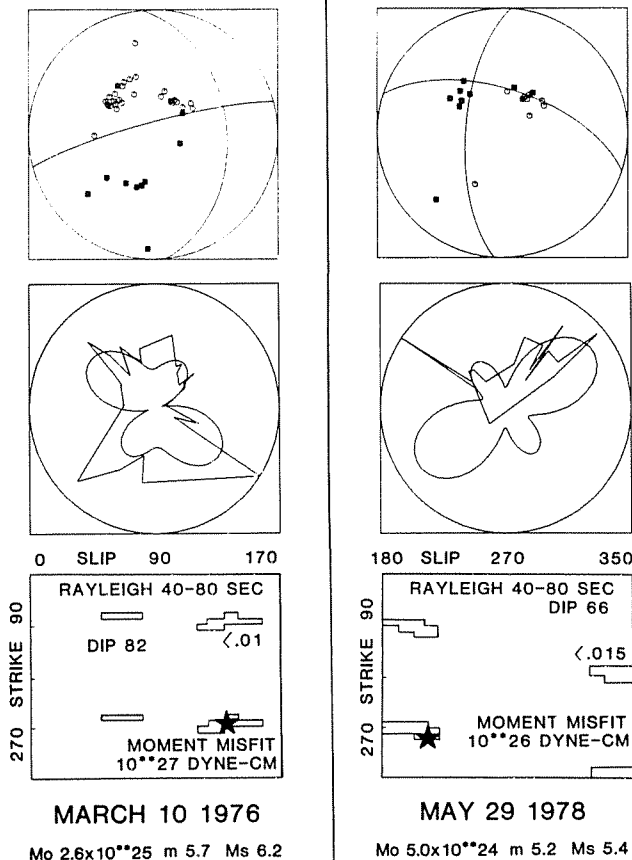 0 SLIP 90 170
RAYLEIGH 40-80 SEC
DIP 82
<.01
STRIKE
90
270
MOMENT MISFIT
10**27 DYNE-CM
MARCH 10 1976
Mo 2.6x10**25 m 5.7 Ms 6.2
180 SLIP 270 350
RAYLEIGH 40-80 SEC
DIP 66
<.015
STRIKE
90
270
MOMENT MISFIT
10**26 DYNE-CM
MAY 29 1978
Mo 5.0x10**24 m 5.2 Ms 5.4